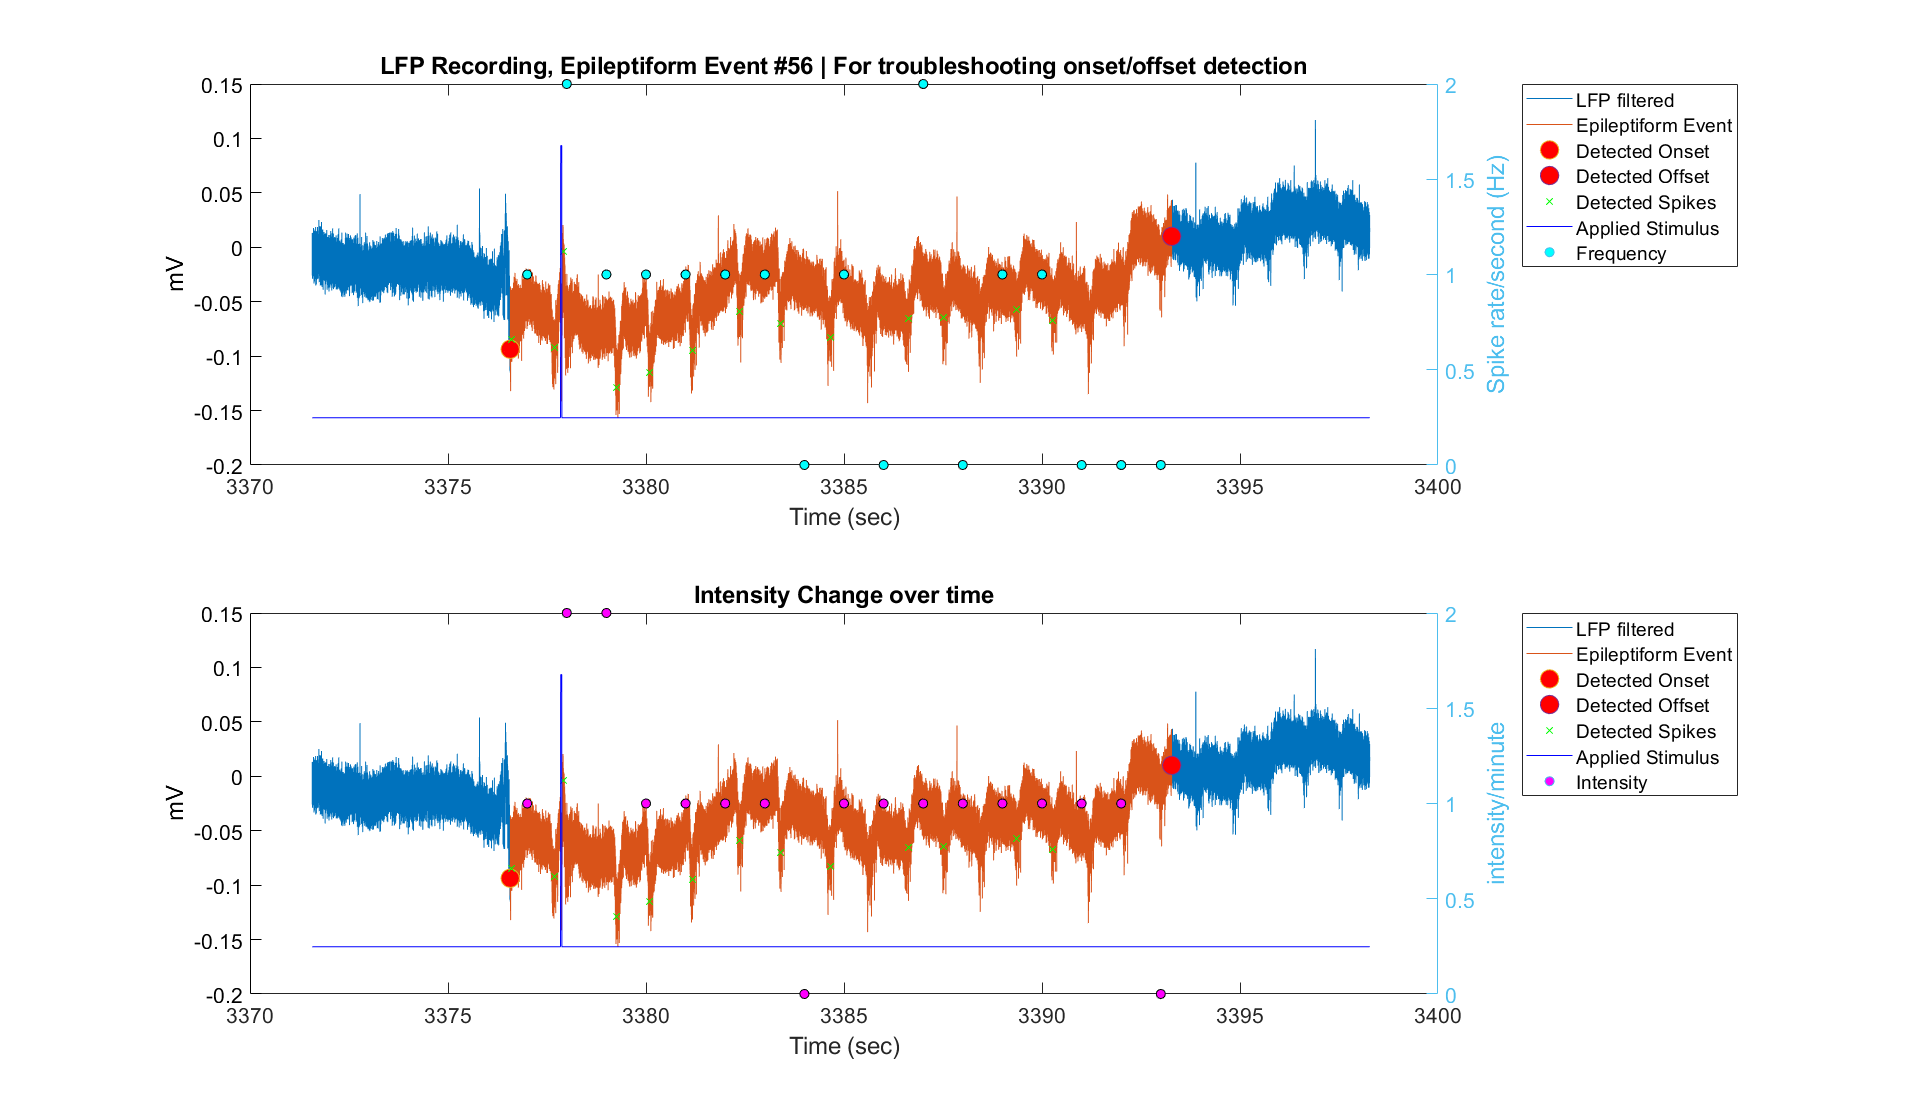 LFP Recording, Epileptiform Event #56 | For troubleshooting onset/offset detection
0.15
0.1
0.05
0
-0.05
-0.1
-0.15
-0.2
mV
3370
3375
3380
3385
3390
3395
3400
Time (sec)
2
1.5
1
0.5
0
Spike rate/second (Hz)
LFP filtered
Epileptiform Event
Detected Onset
Detected Offset
Detected Spikes
Applied Stimulus
Frequency
Intensity Change over time
0.15
0.1
0.05
0
-0.05
-0.1
-0.15
-0.2
mV
3370
3375
3380
3385
3390
3395
3400
Time (sec)
2
1.5
1
0.5
0
intensity/minute
LFP filtered
Epileptiform Event
Detected Onset
Detected Offset
Detected Spikes
Applied Stimulus
Intensity